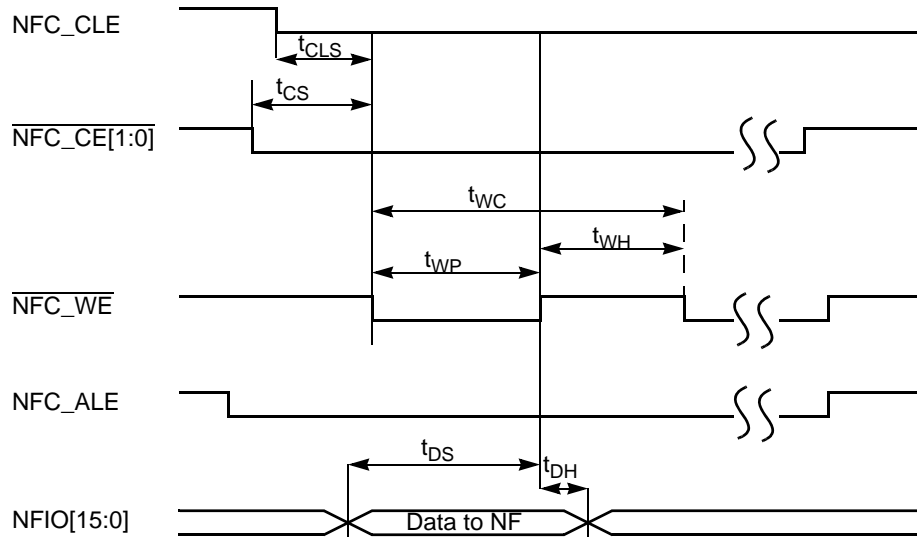 NFC_CLE
tCLS
tCS
NFC_CE[1:0]
tWC
tWH
tWP
NFC_WE
NFC_ALE
tDS
tDH
NFIO[15:0]
Data to NF